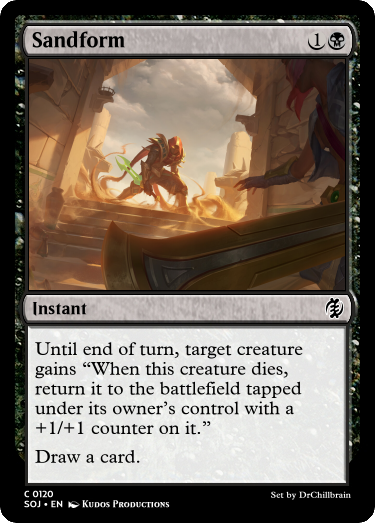 Sandform 1
Instant
Until end of turn, target creature
gains “When this creature dies,
return it to the battlefield tapped
under its owner’s control with a
+1/+1 counter on it.”
Draw a card.
C 0120
SOJ • EN Kudos Productions
Set by DrChillbrain